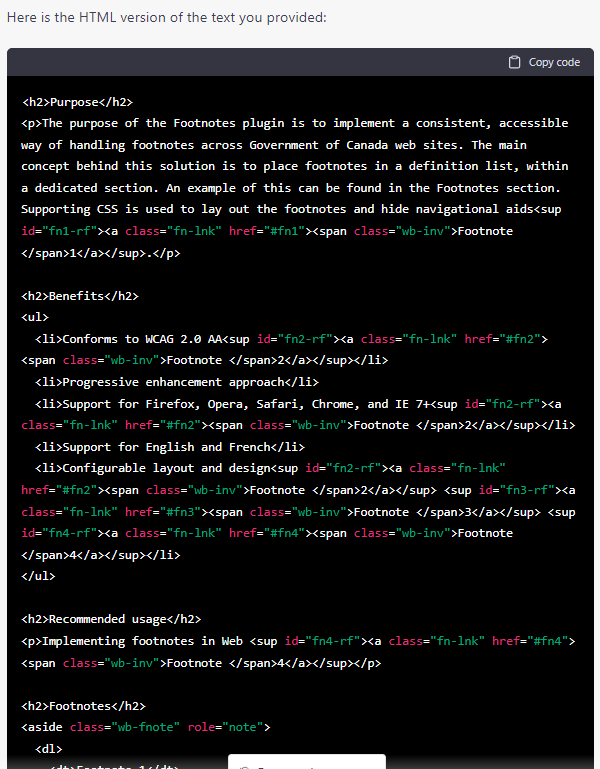 Here is the HTML version of the text you provided:
Copy code
<h2>Purpose</h2>
<p>The purpose of the Footnotes plugin is to implement a consistent, accessible
way of handling footnotes across Government of Canada web sites. The main
concept behind this solution is to place footnotes in a definition list, within
a dedicated section. An example of this can be found in the Footnotes section.
Supporting CSS is used to lay out the footnotes and hide navigational aids<sup
id="fn1-rf"><a class="fn-lnk" href="#fn1"><span class="wb-inv">Footnote
</span>1</a></sup>.</p>
<h2>Benefits</h2>
<ul>
<li>Conforms to WCAG 2.0 AA<sup id="fn2-rf"><a class="fn-lnk" href="#fn2">
<span class="wb-inv">Footnote </span>2</a></sup></li>
<li>Progressive enhancement approach</li>
<li>Support for Firefox, Opera, Safari, Chrome, and IE 7+<sup id="fn2-rf"><a
class="fn-lnk" href="#fn2"><span class="wb-inv">Footnote </span>2</a></sup></li>
<li>Support for English and French</li>
<li>Configurable layout and design<sup id="fn2-rf"><a class="fn-lnk"
href="#fn2"><span class="wb-inv">Footnote </span>2</a></sup> <sup id="fn3-rf"><a
class="fn-lnk" href="#fn3"><span class="wb-inv">Footnote </span>3</a></sup> <sup
id="fn4-rf"><a class="fn-lnk" href="#fn4"><span class="wb-inv">Footnote
</span>4</a></sup></li>
</ul>
<h2>Recommended usage</h2>
<p>Implementing footnotes in Web <sup id="fn4-rf"><a class="fn-lnk" href="#fn4">
<span class="wb-inv">Footnote </span>4</a></sup></p>
<h2>Footnotes</h2>
<aside class="wb-fnote" role="note">
<dl>
<dt>Footnote 1</dt>